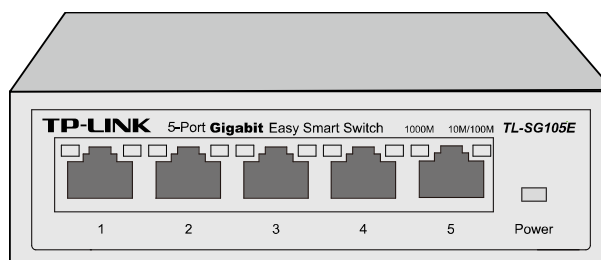 TP-LINK 5-Port Gigabit Easy Smart Switch 1000M 10M/100M TL-SG105E
1 2 3 4 5 Power